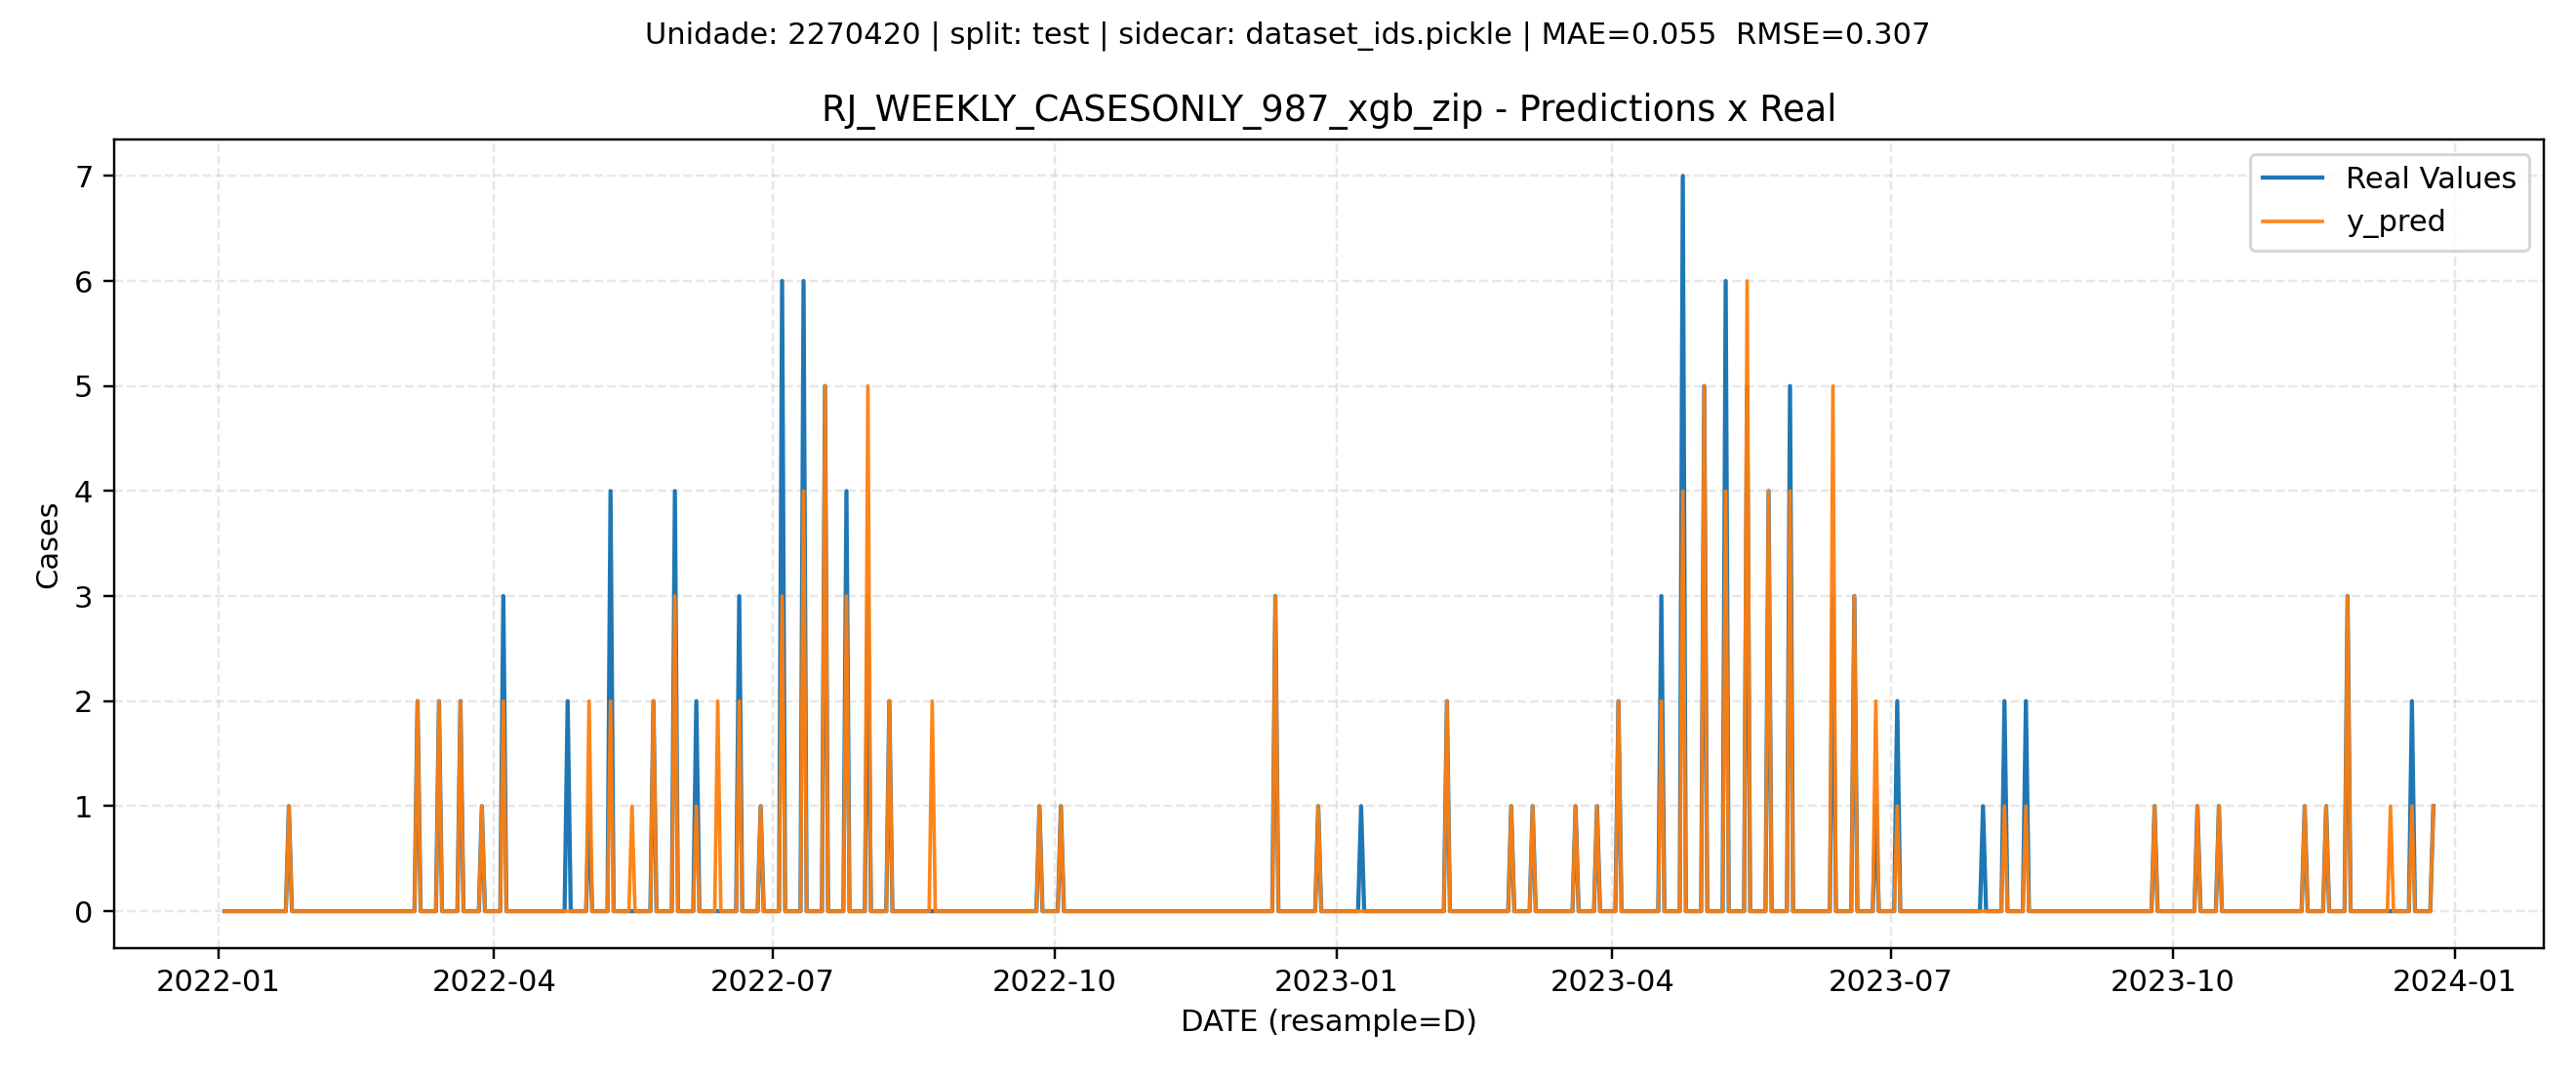 Unidade: 2270420 | split: test | sidecar: dataset_ids.pickle | MAE=0.055  RMSE=0.307
RJ_WEEKLY_CASESONLY_987_xgb_zip - Predictions x Real
Real Values
y_pred
7
6
5
4
3
2
1
0
Cases
2022-01
2022-04
2022-07
2022-10
2023-01
2023-04
2023-07
2023-10
2024-01
DATE (resample=D)